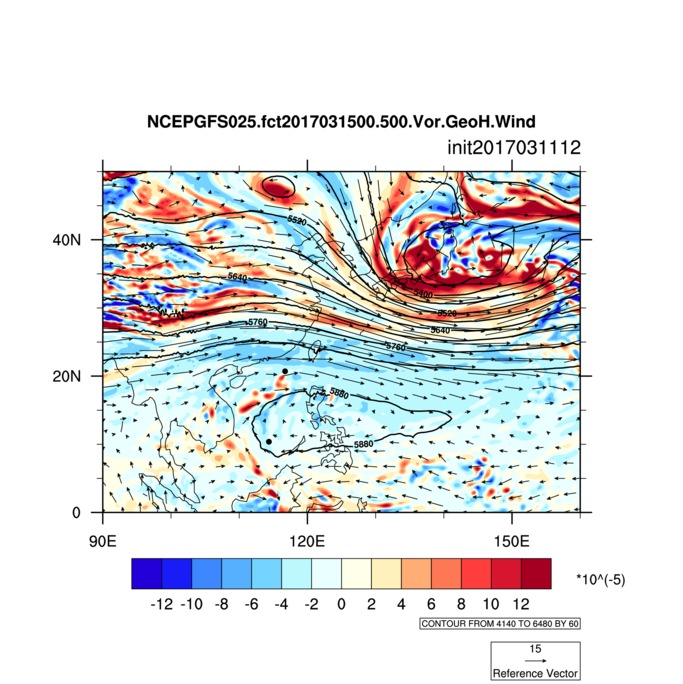 NCEPGFS025.fct2017031500.500.Vor.GeoH.Wind
init2017031112
5520
40N
5640
5400
5520
5760
5640
5760
20N
5880
5880
0
90E 120E 150E
-12 -10 -8 -6 -4 -2 0 2 4 6 8 10 12
*10^(-5)
CONTOUR FROM 4140 TO 6480 BY 60
15
Reference Vector